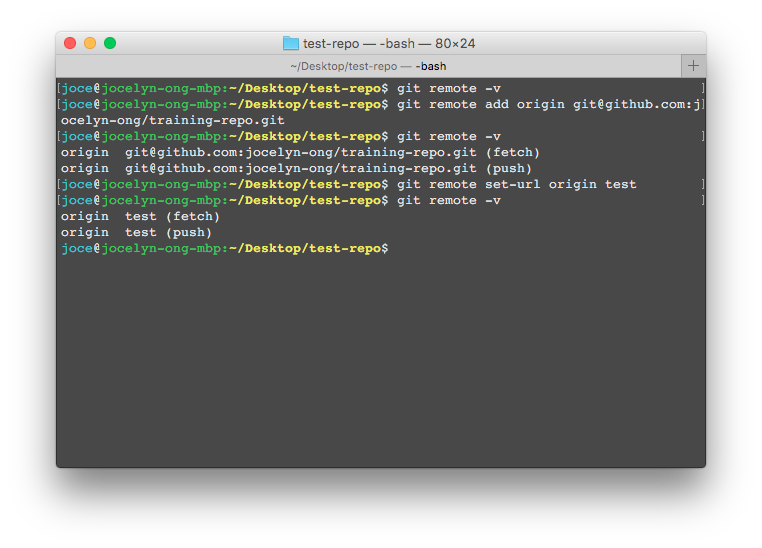 test-repo — -bash — 80×24
~/Desktop/test-repo — -bash
[joce@jocelyn-ong-mbp:~/Desktop/test-repo$ git remote -v ]
[joce@jocelyn-ong-mbp:~/Desktop/test-repo$ git remote add origin git@github.com:j]
ocelyn-ong/training-repo.git
[joce@jocelyn-ong-mbp:~/Desktop/test-repo$ git remote -v ]
origin  git@github.com:jocelyn-ong/training-repo.git (fetch)
origin  git@github.com:jocelyn-ong/training-repo.git (push)
[joce@jocelyn-ong-mbp:~/Desktop/test-repo$ git remote set-url origin test ]
[joce@jocelyn-ong-mbp:~/Desktop/test-repo$ git remote -v ]
origin  test (fetch)
origin  test (push)
joce@jocelyn-ong-mbp:~/Desktop/test-repo$